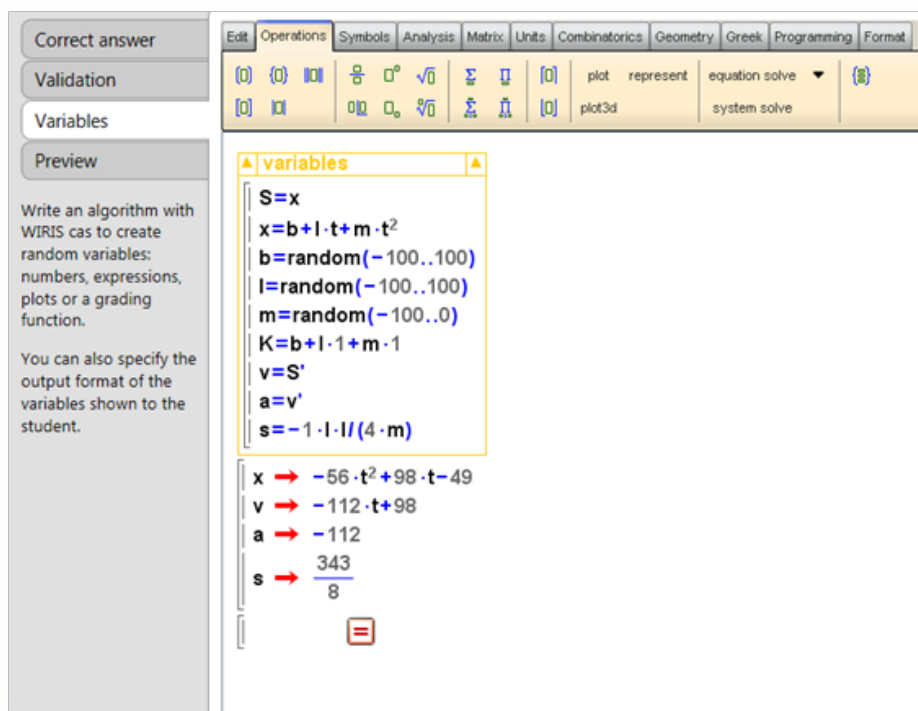 Correct answer
Validation
Variables
Preview
Write an algorithm with
WIRIS cas to create
random variables:
numbers, expressions,
plots or a grading
function.
You can also specify the
output format of the
variables shown to the
student.
Edit Operations Symbols Analysis Matrix Units Combinatorics Geometry Greek Programming Format
plot represent equation solve
plot3d system solve
variables
S=x
x=b+l·t+m·t²
b=random(-100..100)
l=random(-100..100)
m=random(-100..0)
K=b+l·1+m·1
v=S'
a=v'
s=-1·l·l/(4·m)
x → -56·t²+98·t-49
v → -112·t+98
a → -112
s → 343/8
=